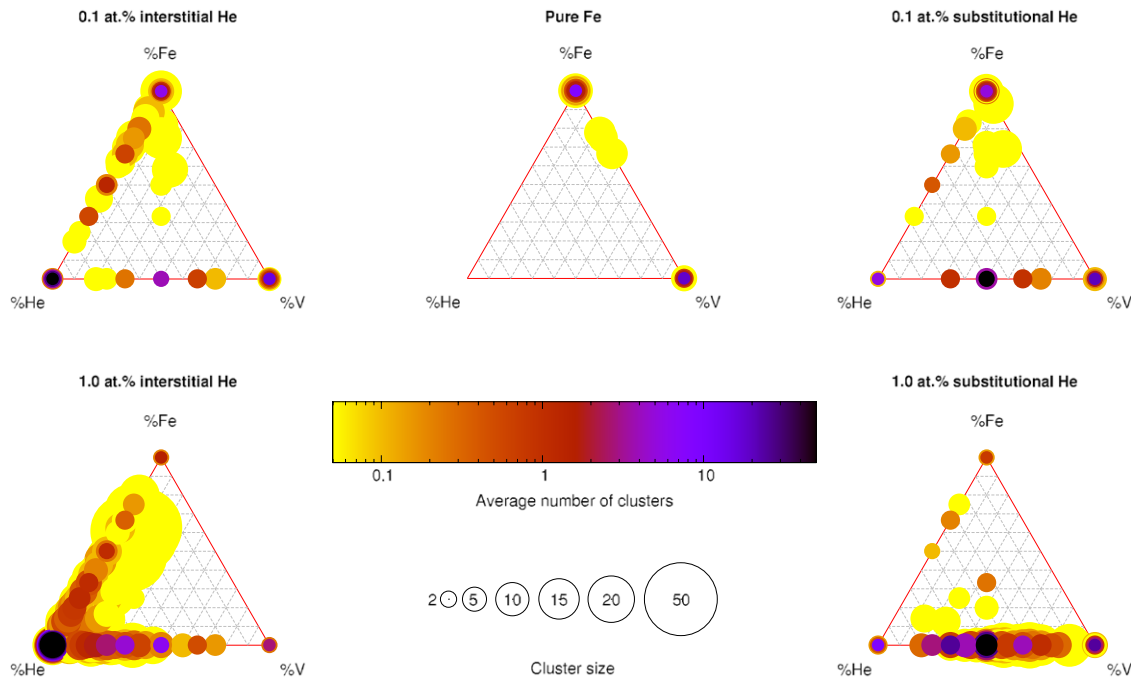 0.1 at.% interstitial He
Pure Fe
0.1 at.% substitutional He
%Fe
%Fe
%Fe
%He
%V
%He
%V
%He
%V
1.0 at.% interstitial He
1.0 at.% substitutional He
%Fe
%Fe
0.1
1
10
Average number of clusters
2
5
10
15
20
50
%He
%V
Cluster size
%He
%V